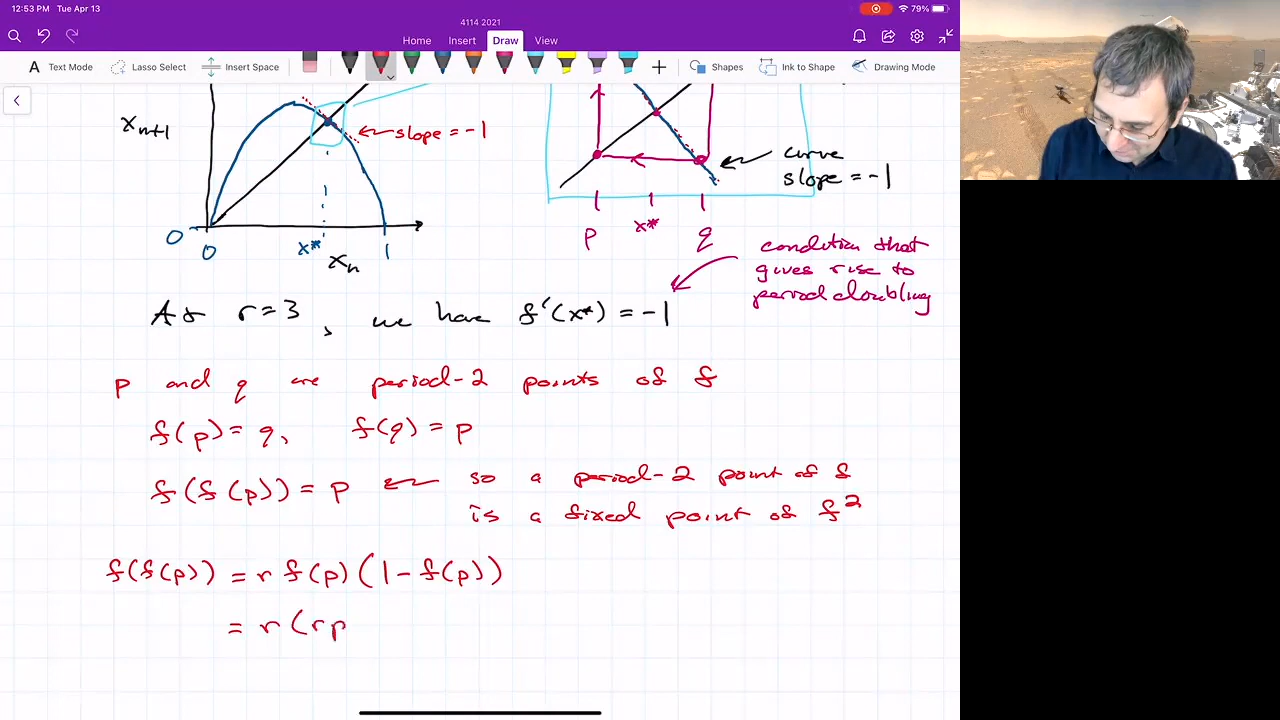 12:53 PM Tue Apr 13
79%
4114 2021
Home Insert Draw View
Text Mode Lasso Select Insert Space Shapes Ink to Shape Drawing Mode
x_{n+1}
slope = -1
curve
slope = -1
0
0 x* x_n 1
p x* q
condition that
gives rise to
period doubling
At r = 3, we have f'(x*) = -1
p and q are period-2 points of f
f(p) = q, f(q) = p
f(f(p)) = p ← so a period-2 point of f
is a fixed point of f²
f(f(p)) = r f(p) (1 - f(p))
= r (rp